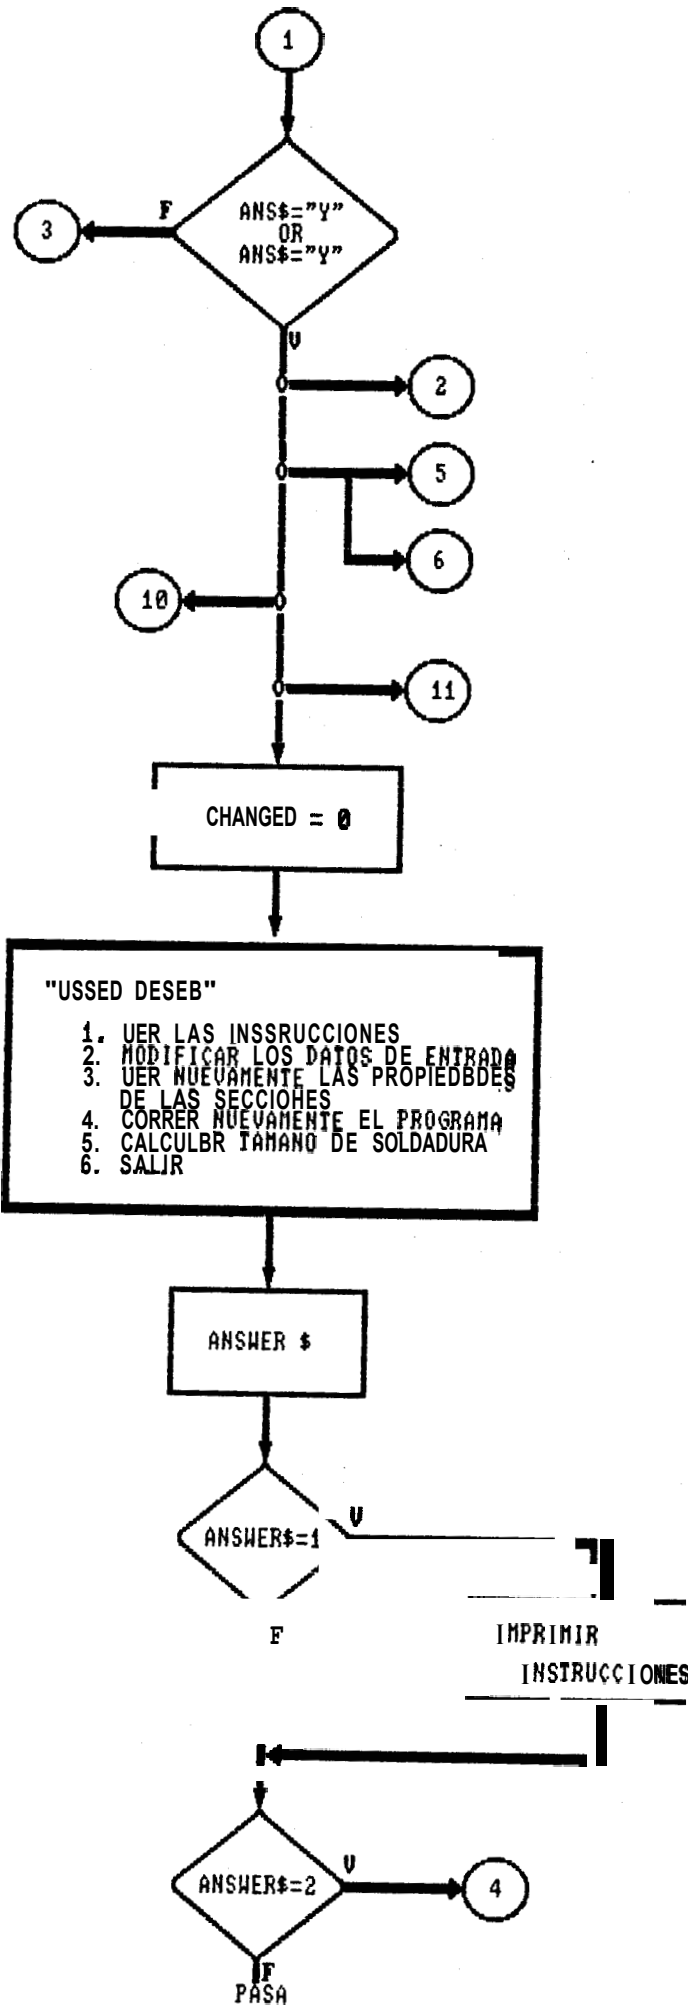 1
F
ANS$="Y"
3
OR
ANS$="Y"
V
2
5
6
10
11
CHANGED = 0
"USSED DESEB"
1. UER LAS INSSRUCCIONES
2. MODIFICAR LOS DATOS DE ENTRADA
3. UER NUEVAMENTE LAS PROPIEDBDES
DE LAS SECCIOHES
4. CORRER NUEVAMENTE EL PROGRAMA
5. CALCULBR TAMANO DE SOLDADURA
6. SALIR
ANSWER $
V
ANSWER$=1
F
IMPRIMIR
INSTRUCCIONES
V
ANSWER$=2
4
F
PASA